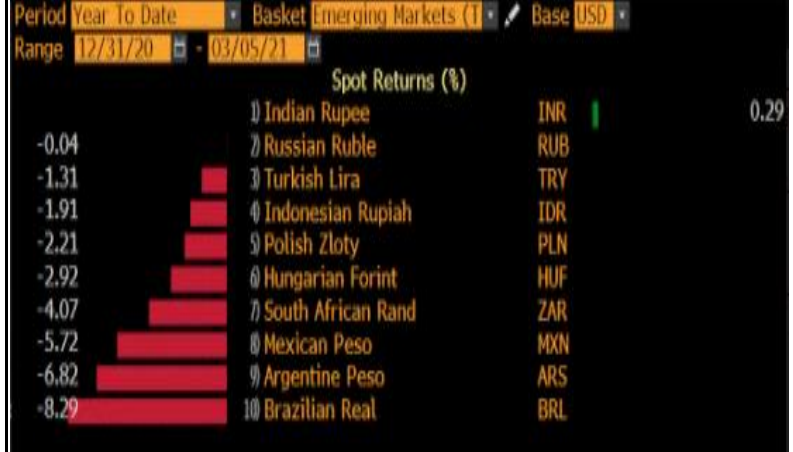 Period Year To Date Basket Emerging Markets (T Base USD
Range 12/31/20 - 03/05/21
Spot Returns (%)
1) Indian Rupee INR 0.29
-0.04 2) Russian Ruble RUB
-1.31 3) Turkish Lira TRY
-1.91 4) Indonesian Rupiah IDR
-2.21 5) Polish Zloty PLN
-2.92 6) Hungarian Forint HUF
-4.07 7) South African Rand ZAR
-5.72 8) Mexican Peso MXN
-6.82 9) Argentine Peso ARS
-8.29 10) Brazilian Real BRL